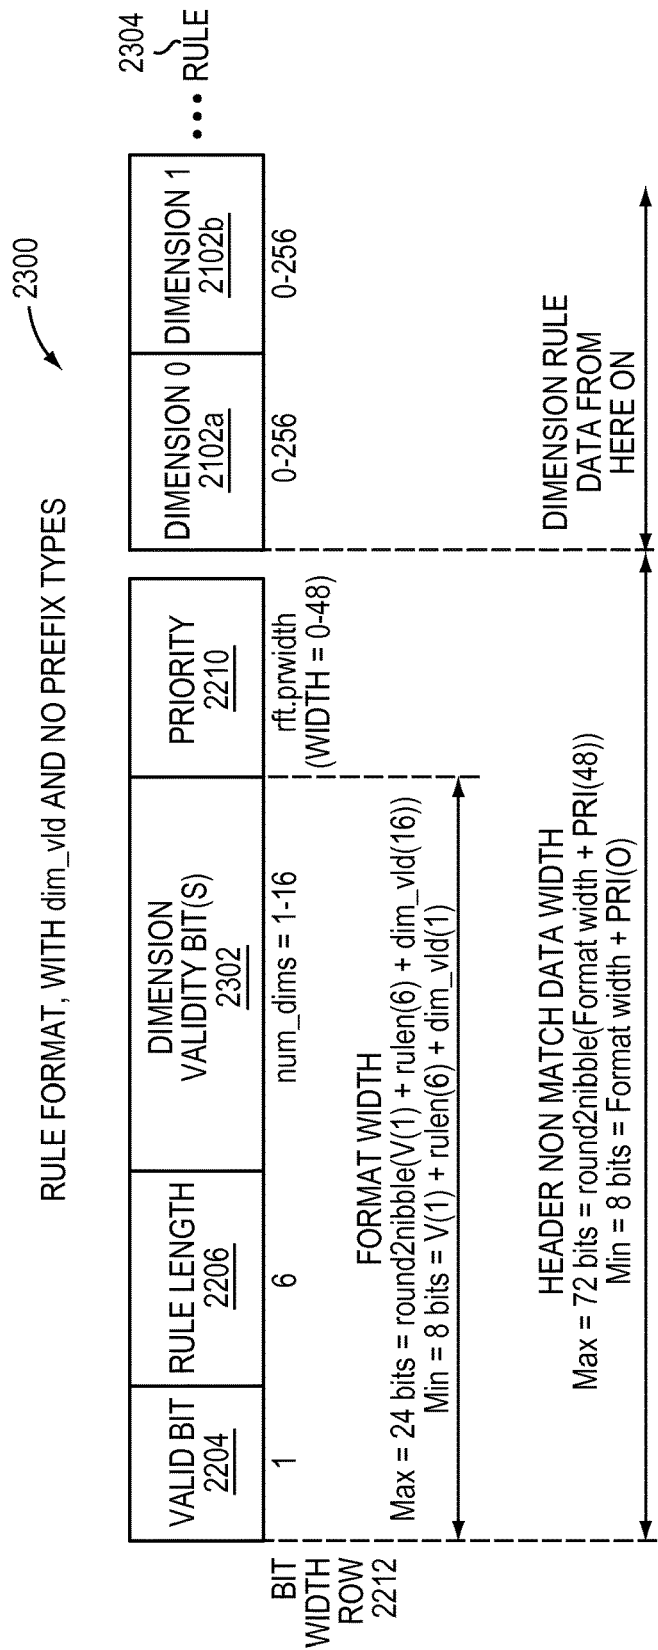 RULE FORMAT, WITH dim_vld AND NO PREFIX TYPES
2300
VALID BIT
2204
RULE LENGTH
2206
DIMENSION
VALIDITY BIT(S)
2302
PRIORITY
2210
DIMENSION 0
2102a
DIMENSION 1
2102b
••• RULE
2304
BIT
WIDTH
ROW
2212
1
6
num_dims = 1-16
rft.prwidth
(WIDTH = 0-48)
0-256
0-256
FORMAT WIDTH
Max = 24 bits = round2nibble(V(1) + rulen(6) + dim_vld(16))
Min = 8 bits = V(1) + rulen(6) + dim_vld(1)
HEADER NON MATCH DATA WIDTH
Max = 72 bits = round2nibble(Format width + PRI(48))
Min = 8 bits = Format width + PRI(O)
DIMENSION RULE
DATA FROM
HERE ON